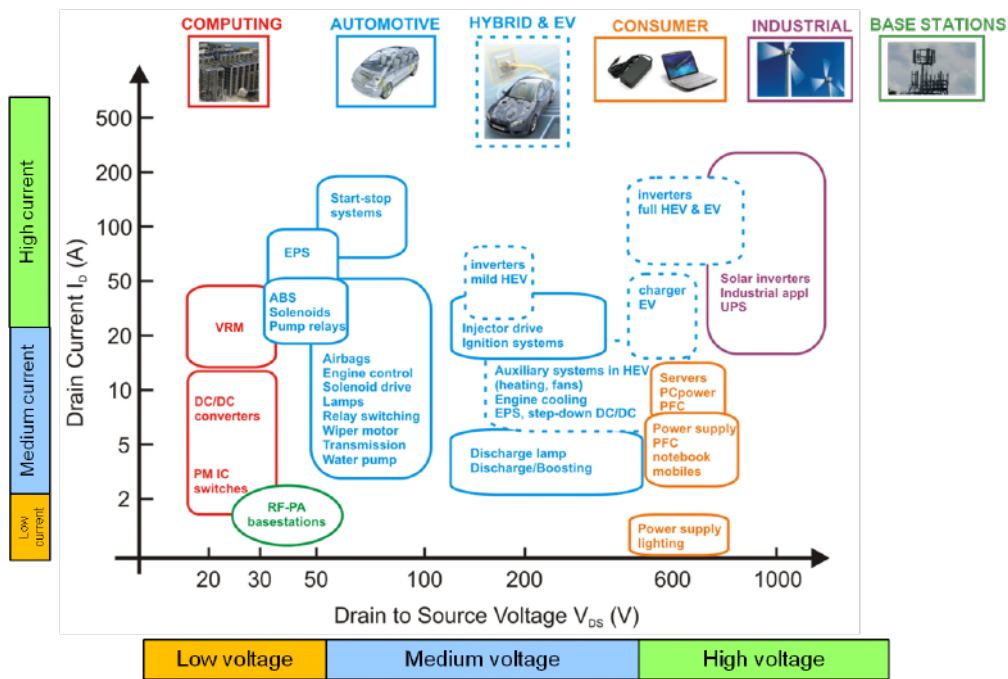 COMPUTING
AUTOMOTIVE
HYBRID & EV
CONSUMER
INDUSTRIAL
BASE STATIONS
High current
Medium current
Low
current
Drain Current I_D (A)
500
200
100
50
20
10
5
2
Start-stop
systems
EPS
ABS
Solenoids
Pump relays
VRM
Airbags
Engine control
Solenoid drive
Lamps
Relay switching
Wiper motor
Transmission
Water pump
DC/DC
converters
PM IC
switches
RF-PA
basestations
inverters
mild HEV
Injector drive
Ignition systems
Auxiliary systems in HEV
(heating, fans)
Engine cooling
EPS, step-down DC/DC
Discharge lamp
Discharge/Boosting
inverters
full HEV & EV
charger
EV
Solar inverters
Industrial appl
UPS
Servers
PCpower
PFC
Power supply
PFC
notebook
mobiles
Power supply
lighting
20
30
50
100
200
600
1000
Drain to Source Voltage V_DS (V)
Low voltage
Medium voltage
High voltage